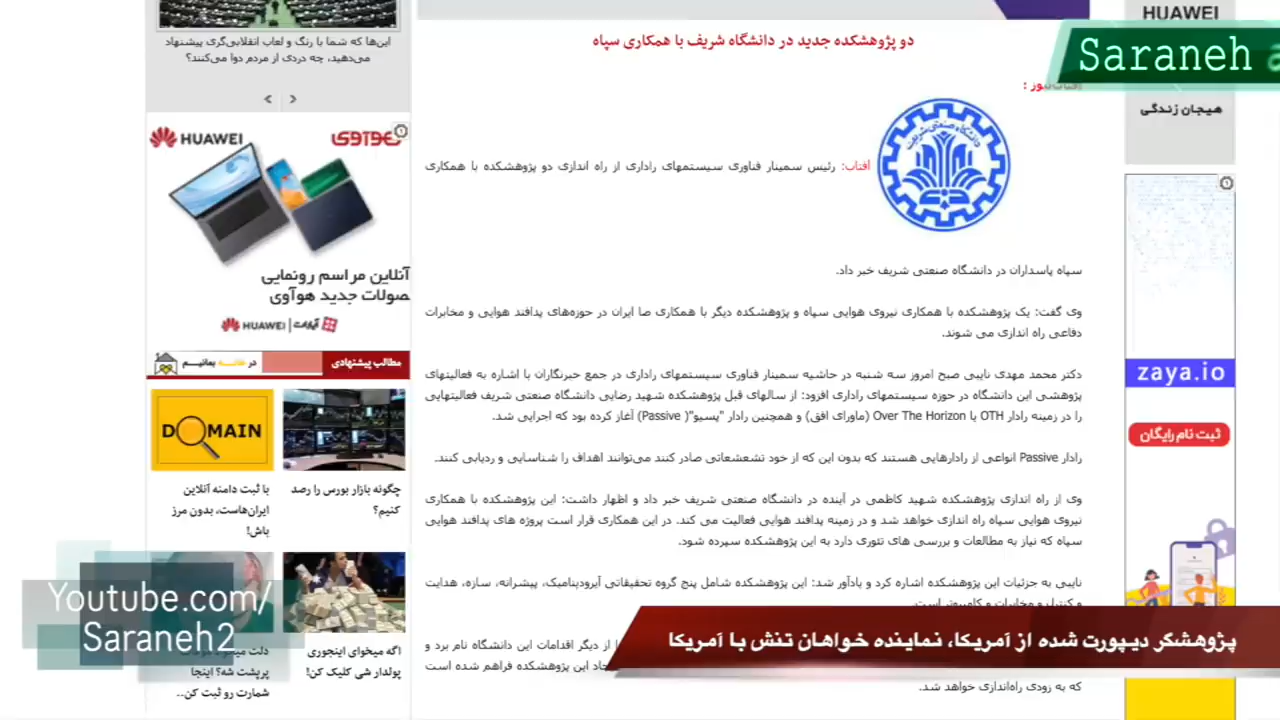 HUAWEI
Saraneh
هیجان زندگی
zaya.io
ثبت نام رایگان
دو پژوهشکده جدید در دانشگاه شریف با همکاری سپاه
دانشگاه صنعتی شریف
آفتاب: رئیس سمینار فناوری سیستمهای راداری از راه اندازی دو پژوهشکده با همکاری
سپاه پاسداران در دانشگاه صنعتی شریف خبر داد.
وی گفت: یک پژوهشکده با همکاری نیروی هوایی سپاه و پژوهشکده دیگر با همکاری صا ایران در حوزه‌های پدافند هوایی و مخابرات
دفاعی راه اندازی می شوند.
دکتر محمد مهدی نایبی صبح امروز سه شنبه در حاشیه سمینار فناوری سیستمهای راداری در جمع خبرنگاران با اشاره به فعالیتهای
پژوهشی این دانشگاه در حوزه سیستمهای راداری افزود: از سالهای قبل پژوهشکده شهید رضایی دانشگاه صنعتی شریف فعالیتهایی
را در زمینه رادار OTH یا Over The Horizon (ماورای افق) و همچنین رادار "پسیو"( Passive) آغاز کرده بود که اجرایی شد.
رادار Passive انواعی از رادارهایی هستند که بدون این که از خود تشعشعاتی صادر کنند می‌توانند اهداف را شناسایی و ردیابی کنند.
وی از راه اندازی پژوهشکده شهید کاظمی در آینده در دانشگاه صنعتی شریف خبر داد و اظهار داشت: این پژوهشکده با همکاری
نیروی هوایی سپاه راه اندازی خواهد شد و در زمینه پدافند هوایی فعالیت می کند. در این همکاری قرار است پروژه های پدافند هوایی
سپاه که نیاز به مطالعات و بررسی های تئوری دارد به این پژوهشکده سپرده شود.
نایبی به جزئیات این پژوهشکده اشاره کرد و یادآور شد: این پژوهشکده شامل پنج گروه تحقیقاتی آیرودینامیک، پیشرانه، سازه، هدایت
و کنترل و مخابرات و کامپیوتر است.
از دیگر اقدامات این دانشگاه نام برد و
این پژوهشکده فراهم شده است
که به زودی راه‌اندازی خواهد شد.
این‌ها که شما با رنگ و لعاب انقلابی‌گری پیشنهاد
می‌دهید، چه دردی از مردم دوا می‌کنند؟
HUAWEI
هوآوی
آنلاین مراسم رونمایی
صولات جدید هوآوی
HUAWEI | آپارات
مطالب پیشنهادی
در خانه بمانیم
DOMAIN
چگونه بازار بورس را رصد
کنیم؟
با ثبت دامنه آنلاین
ایران‌هاست، بدون مرز
باش!
اگه میخوای اینجوری
پولدار شی کلیک کن!
پرپشت شه؟ اینجا
شمارت رو ثبت کن..
Youtube.com/
Saraneh2
پژوهشگر دیپورت شده از آمریکا، نماینده خواهان تنش با آمریکا